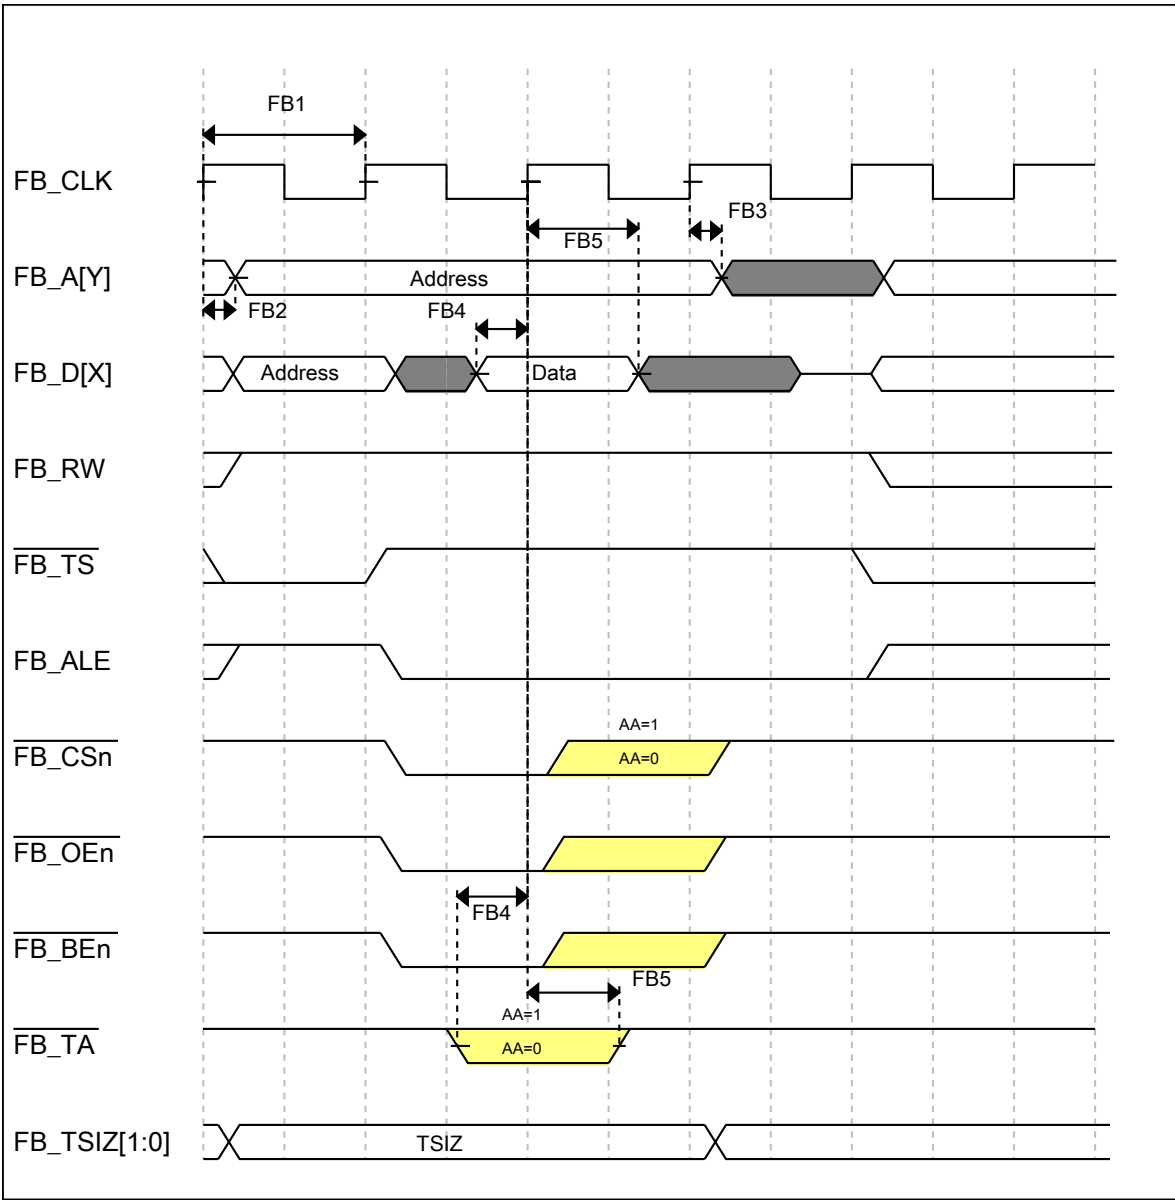 FB1
FB_CLK
FB3
FB5
FB_A[Y]
Address
FB2
FB4
FB_D[X]
Address
Data
FB_RW
FB_TS
FB_ALE
AA=1
FB_CSn
AA=0
FB_OEn
FB4
FB_BEn
FB5
AA=1
FB_TA
AA=0
FB_TSIZ[1:0]
TSIZ